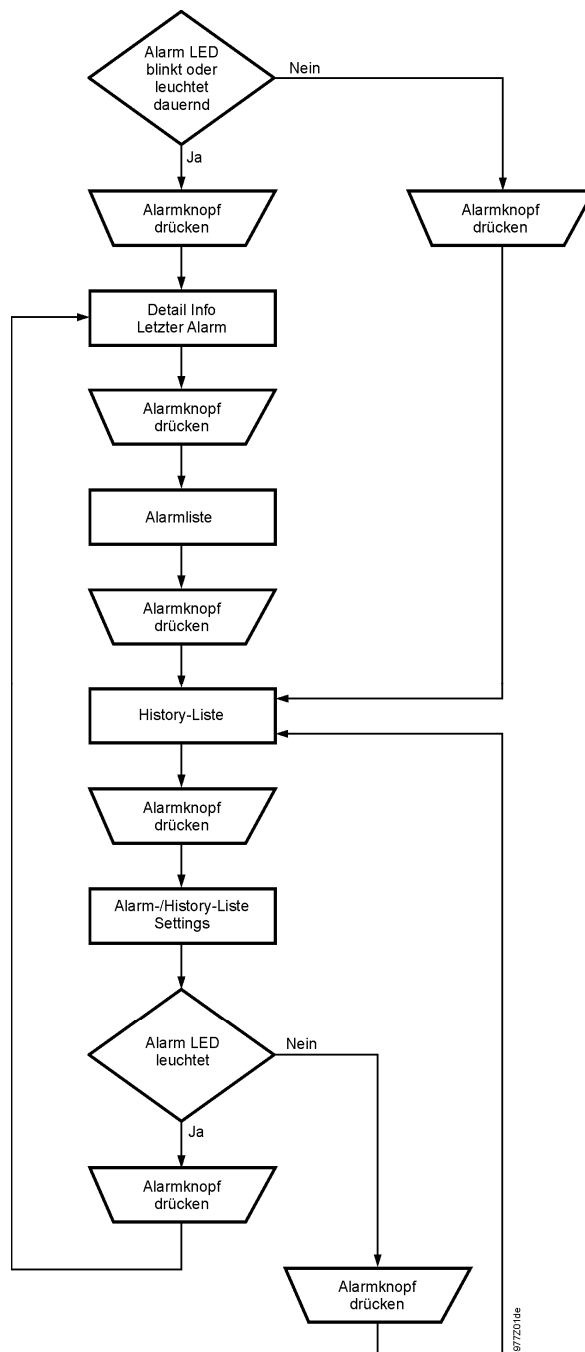 Alarm LED
blinkt oder
leuchtet
dauernd
Nein
Ja
Alarmknopf
drücken
Alarmknopf
drücken
Detail Info
Letzter Alarm
Alarmknopf
drücken
Alarmliste
Alarmknopf
drücken
History-Liste
Alarmknopf
drücken
Alarm-/History-Liste
Settings
Alarm LED
leuchtet
Nein
Ja
Alarmknopf
drücken
Alarmknopf
drücken
977Z01de